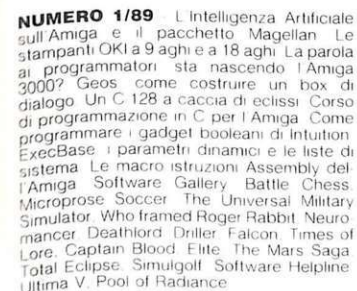 NUMERO 1/89 L'Intelligenza Artificiale
sull'Amiga e il pacchetto Magellan Le
stampanti OKI a 9 aghi e a 18 aghi La parola
ai programmatori sta nascendo l'Amiga
3000? Geos come costruire un box di
dialogo Un C 128 a caccia di eclissi Corso
di programmazione in C per l'Amiga Come
programmare i gadget booleani di Intuition
ExecBase i parametri dinamici e le liste di
sistema Le macro istruzioni Assembly del-
l'Amiga Software Gallery Battle Chess.
Microprose Soccer The Universal Military
Simulator. Who framed Roger Rabbit Neuro
mancer Deathlord Driller Falcon. Times of
Lore. Captain Blood Elite The Mars Saga.
Total Eclipse. Simulgolf Software Helpline
Ultima V. Pool of Radiance